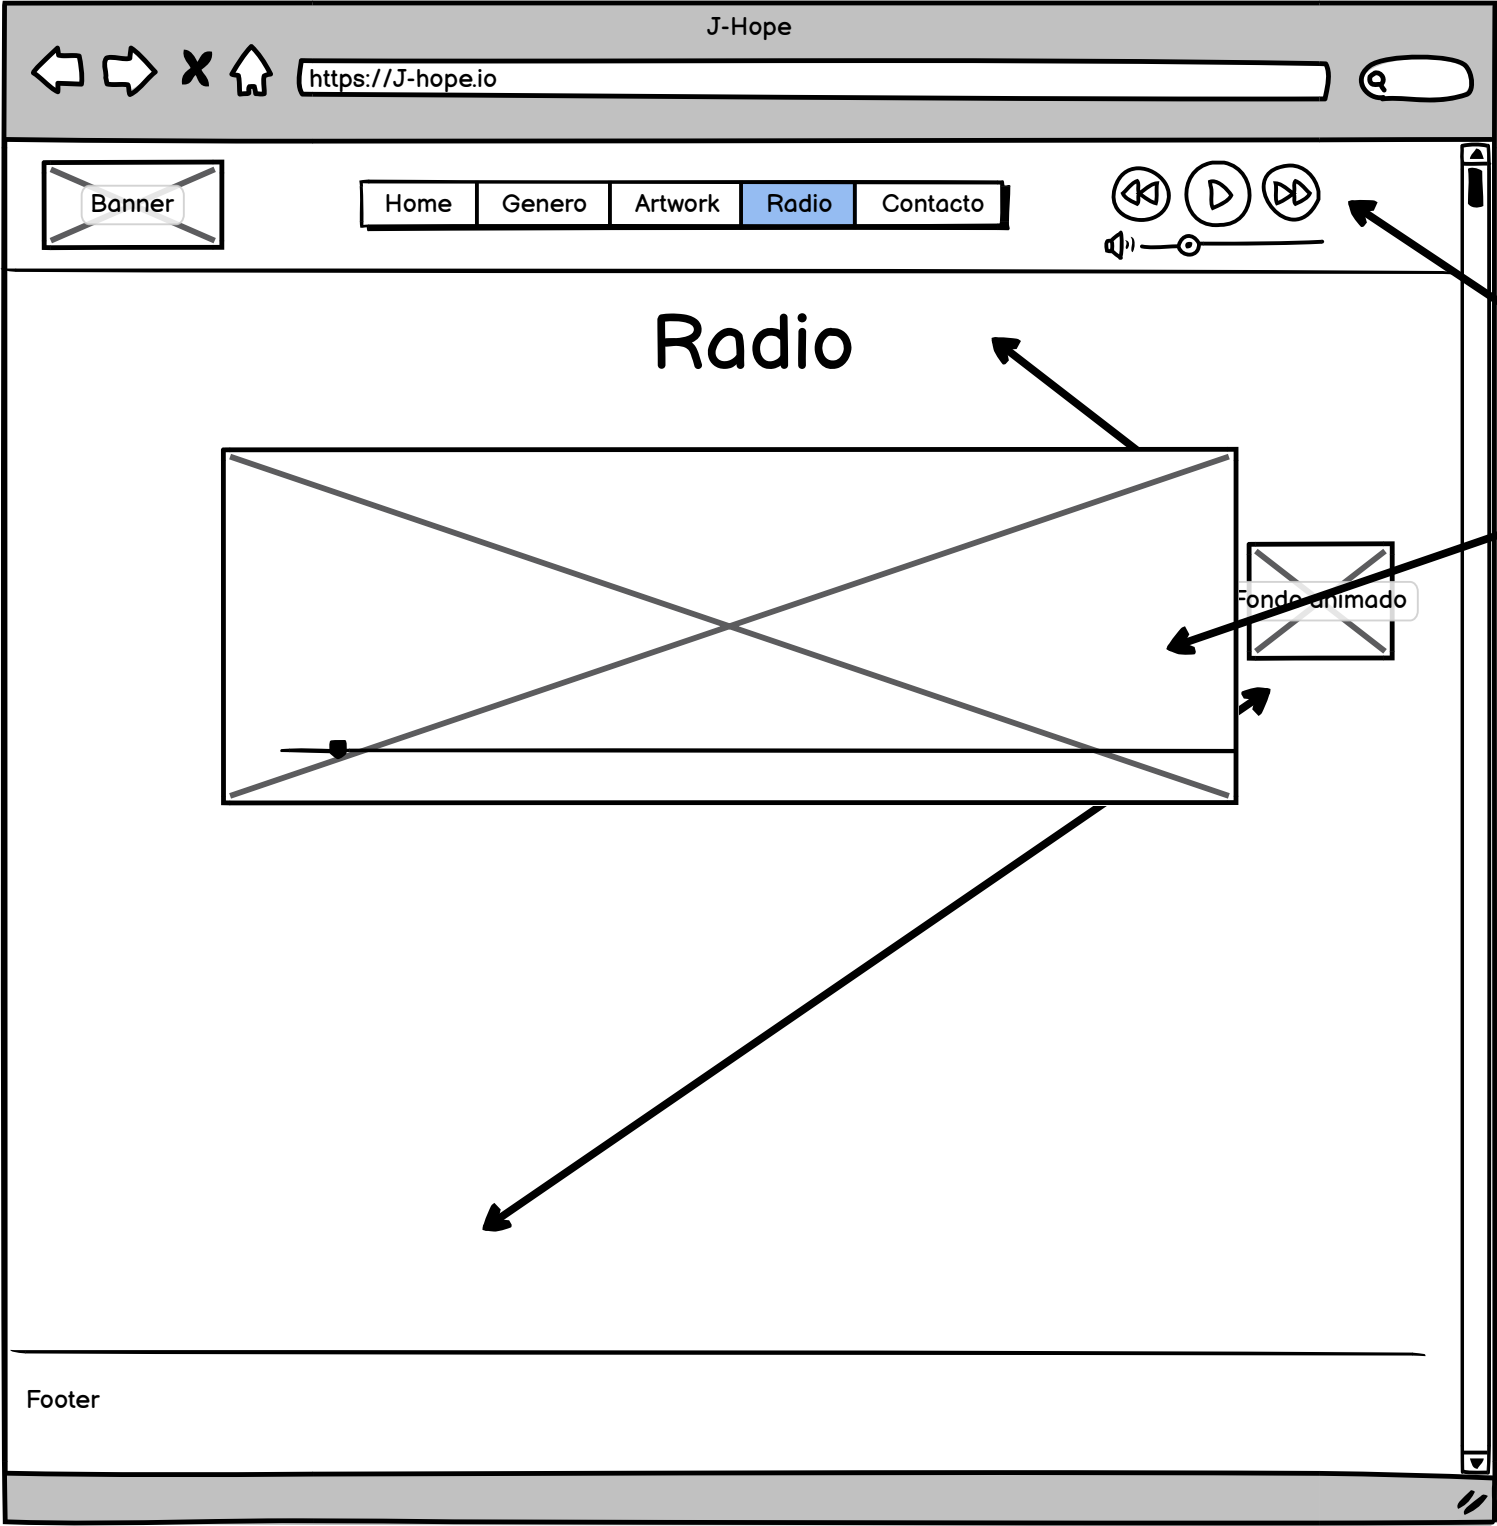 J-Hope
https://J-hope.io
Banner
Home Genero Artwork Radio Contacto
Radio
Fondo animado
Footer